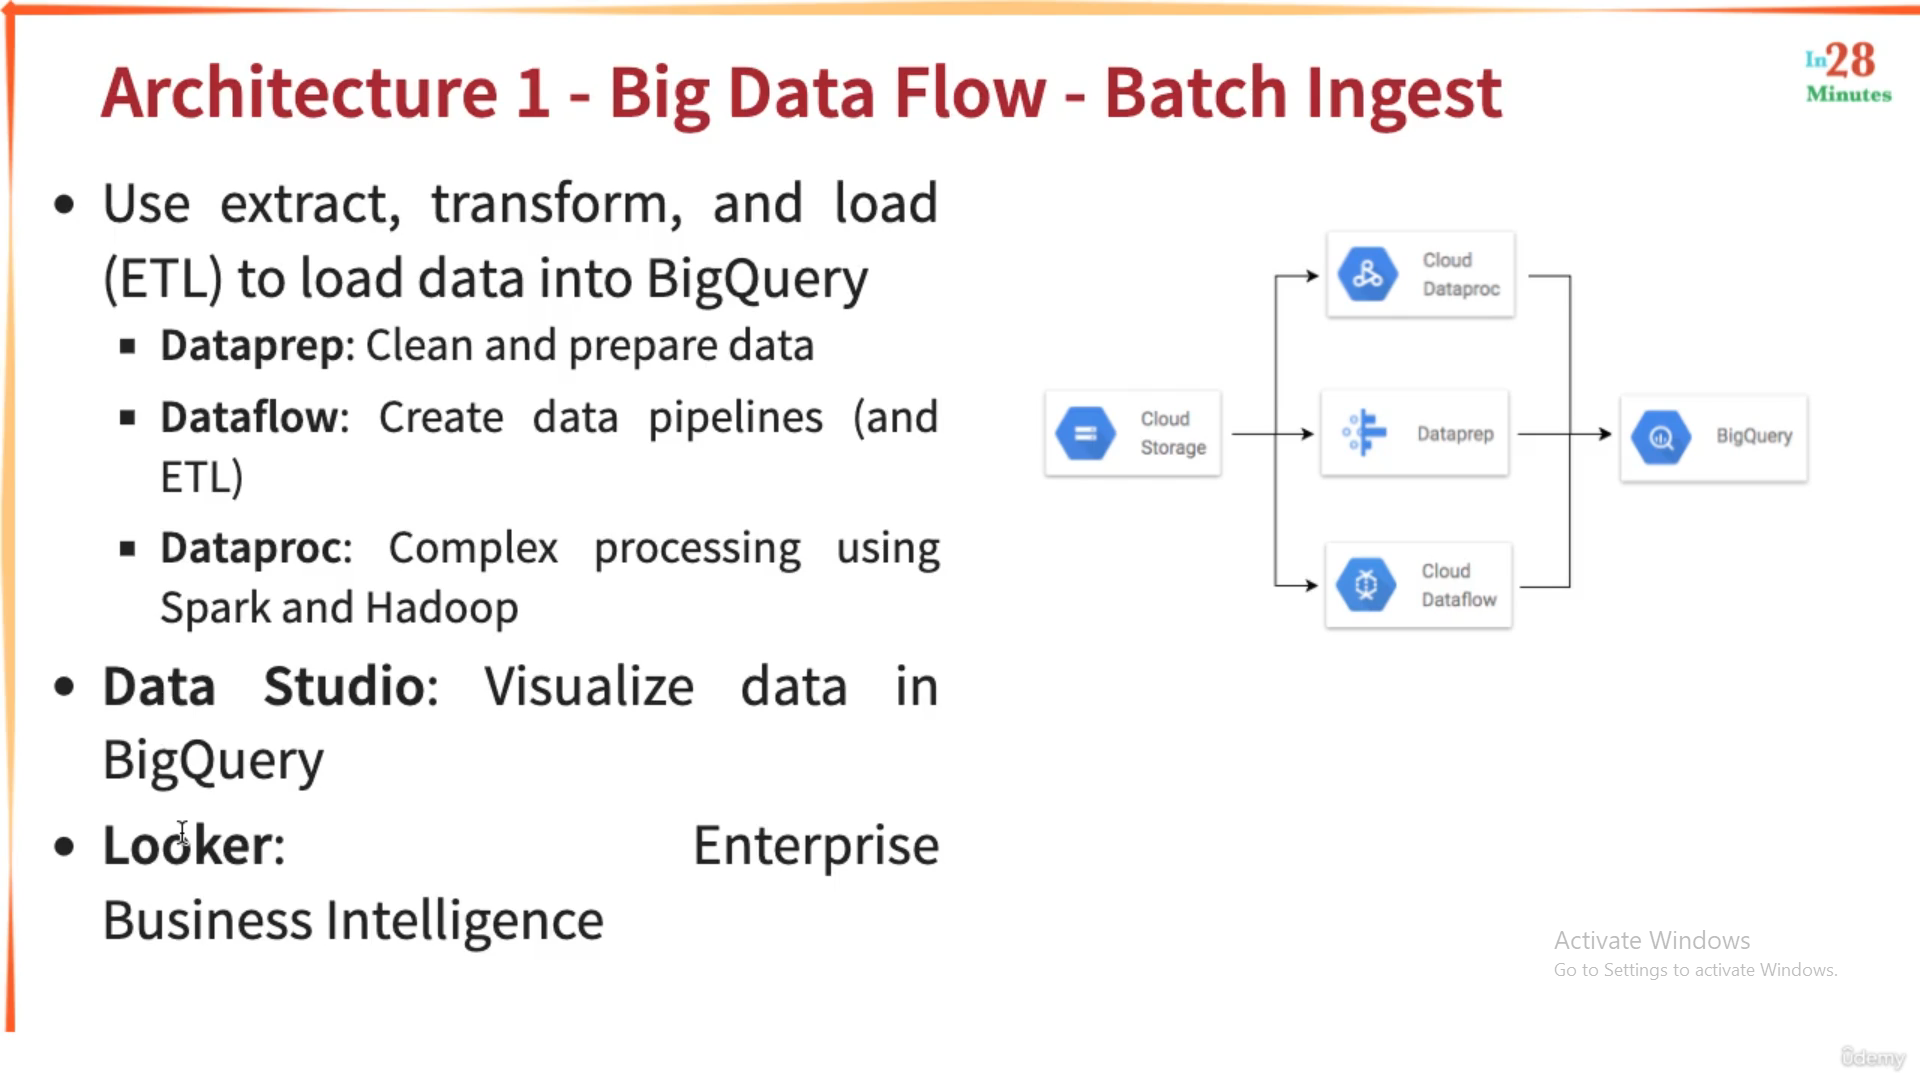 Architecture 1 - Big Data Flow - Batch Ingest
In28
Minutes
• Use extract, transform, and load
(ETL) to load data into BigQuery
▪ Dataprep: Clean and prepare data
▪ Dataflow: Create data pipelines (and
ETL)
▪ Dataproc: Complex processing using
Spark and Hadoop
• Data Studio: Visualize data in
BigQuery
• Looker: Enterprise
Business Intelligence
Cloud
Dataproc
Cloud
Storage
Dataprep
BigQuery
Cloud
Dataflow
Activate Windows
Go to Settings to activate Windows.
ûdemy